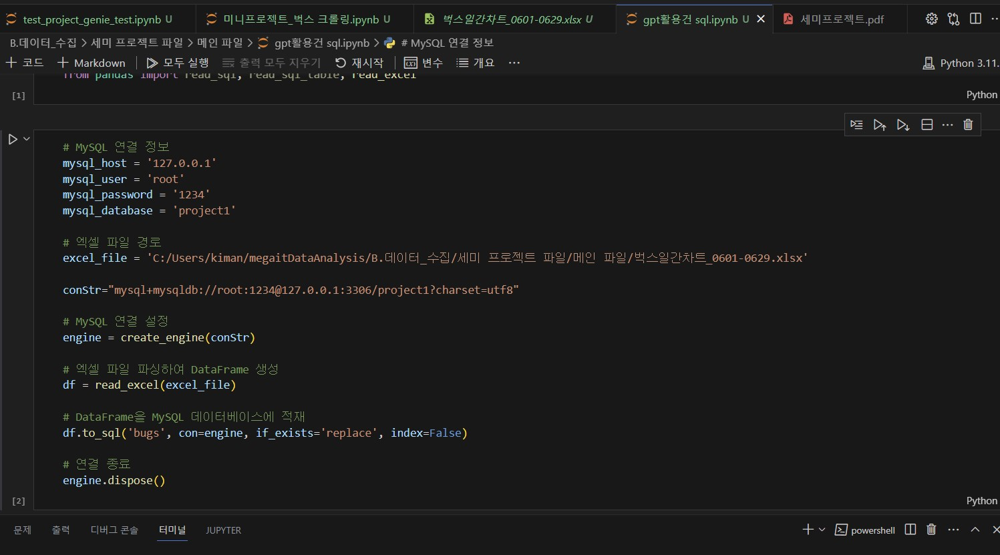 test_project_genie_test.ipynb U
미니프로젝트_벅스 크롤링.ipynb U
벅스일간차트_0601-0629.xlsx U
gpt활용건 sql.ipynb U
세미프로젝트.pdf
B.데이터_수집 > 세미 프로젝트 파일 > 메인 파일 > gpt활용건 sql.ipynb > # MySQL 연결 정보
+ 코드 + Markdown 모두 실행 출력 모두 지우기 재시작 변수 개요 ...
Python 3.11.
from pandas import read_sql, read_sql_table, read_excel
[1]
Python
# MySQL 연결 정보
mysql_host = '127.0.0.1'
mysql_user = 'root'
mysql_password = '1234'
mysql_database = 'project1'
# 엑셀 파일 경로
excel_file = 'C:/Users/kiman/megaitDataAnalysis/B.데이터_수집/세미 프로젝트 파일/메인 파일/벅스일간차트_0601-0629.xlsx'
conStr="mysql+mysqldb://root:1234@127.0.0.1:3306/project1?charset=utf8"
# MySQL 연결 설정
engine = create_engine(conStr)
# 엑셀 파일 파싱하여 DataFrame 생성
df = read_excel(excel_file)
# DataFrame을 MySQL 데이터베이스에 적재
df.to_sql('bugs', con=engine, if_exists='replace', index=False)
# 연결 종료
engine.dispose()
[2]
Python
문제 출력 디버그 콘솔 터미널 JUPYTER
powershell